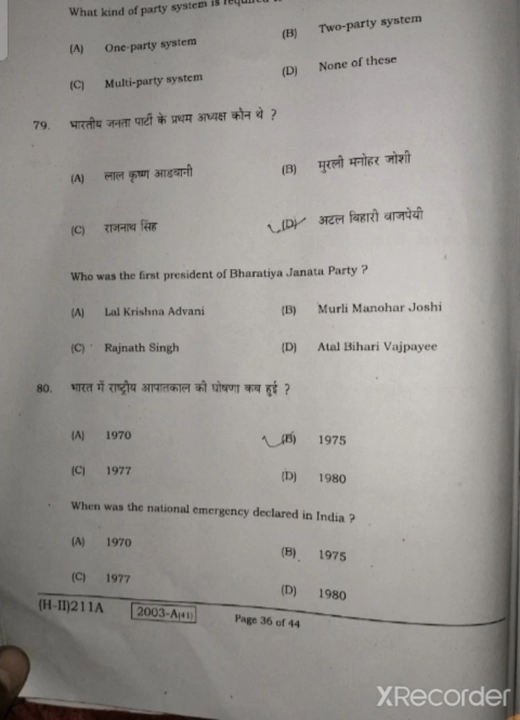 What kind of party system is
(A) One-party system (B) Two-party system
(C) Multi-party system (D) None of these
79. भारतीय जनता पार्टी के प्रथम अध्यक्ष कौन थे ?
(A) लाल कृष्ण आडवानी (B) मुरली मनोहर जोशी
(C) राजनाथ सिंह (D) अटल बिहारी वाजपेयी
Who was the first president of Bharatiya Janata Party ?
(A) Lal Krishna Advani (B) Murli Manohar Joshi
(C) Rajnath Singh (D) Atal Bihari Vajpayee
80. भारत में राष्ट्रीय आपातकाल की घोषणा कब हुई ?
(A) 1970 (B) 1975
(C) 1977 (D) 1980
When was the national emergency declared in India ?
(A) 1970 (B) 1975
(C) 1977 (D) 1980
(H-II)211A 2003-A(41) Page 36 of 44
XRecorder